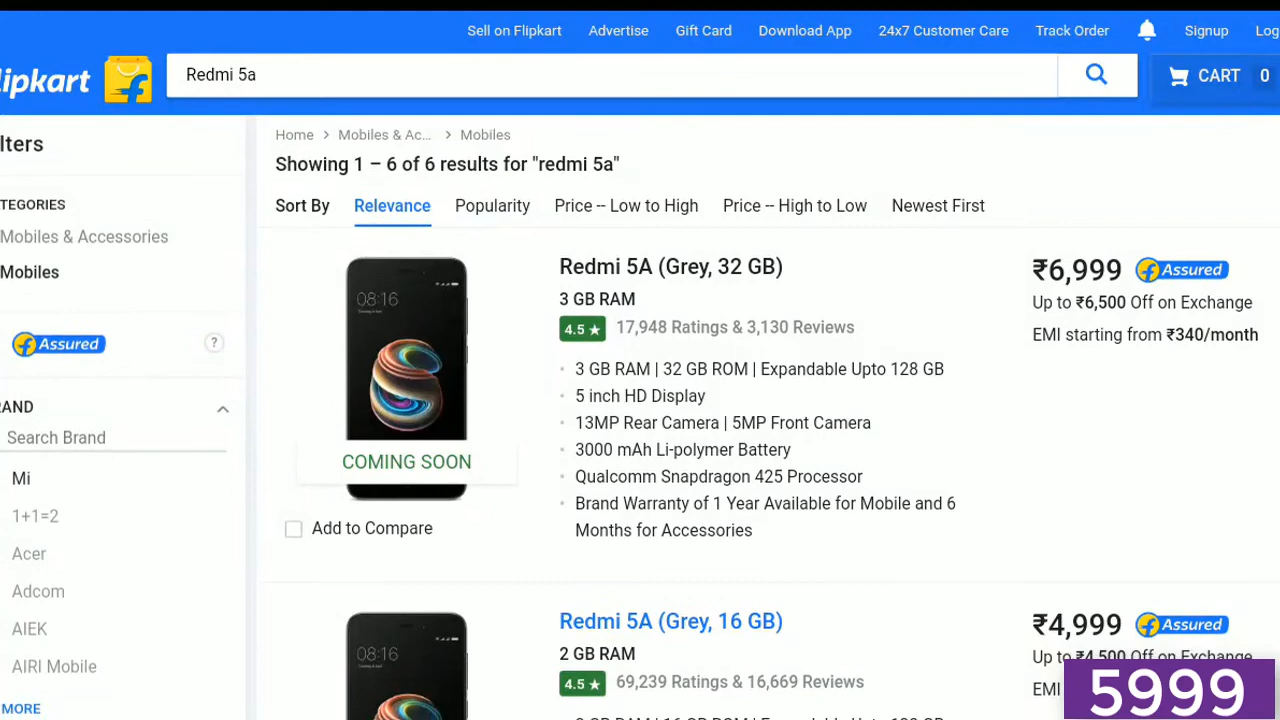 Sell on Flipkart Advertise Gift Card Download App 24x7 Customer Care Track Order Signup Log
lipkart Redmi 5a CART 0
lters
Home > Mobiles & Ac... > Mobiles
Showing 1 – 6 of 6 results for "redmi 5a"
TEGORIES
Sort By Relevance Popularity Price -- Low to High Price -- High to Low Newest First
Mobiles & Accessories
Mobiles
f Assured ?
RAND
Search Brand
Mi
1+1=2
Acer
Adcom
AIEK
AIRI Mobile
MORE
08:16
COMING SOON
Add to Compare
Redmi 5A (Grey, 32 GB)
3 GB RAM
4.5 ★ 17,948 Ratings & 3,130 Reviews
3 GB RAM | 32 GB ROM | Expandable Upto 128 GB
5 inch HD Display
13MP Rear Camera | 5MP Front Camera
3000 mAh Li-polymer Battery
Qualcomm Snapdragon 425 Processor
Brand Warranty of 1 Year Available for Mobile and 6
Months for Accessories
₹6,999 f Assured
Up to ₹6,500 Off on Exchange
EMI starting from ₹340/month
08:16
Redmi 5A (Grey, 16 GB)
2 GB RAM
4.5 ★ 69,239 Ratings & 16,669 Reviews
₹4,999 f Assured
Up to ₹4,500 Off on Exchange
EMI
5999